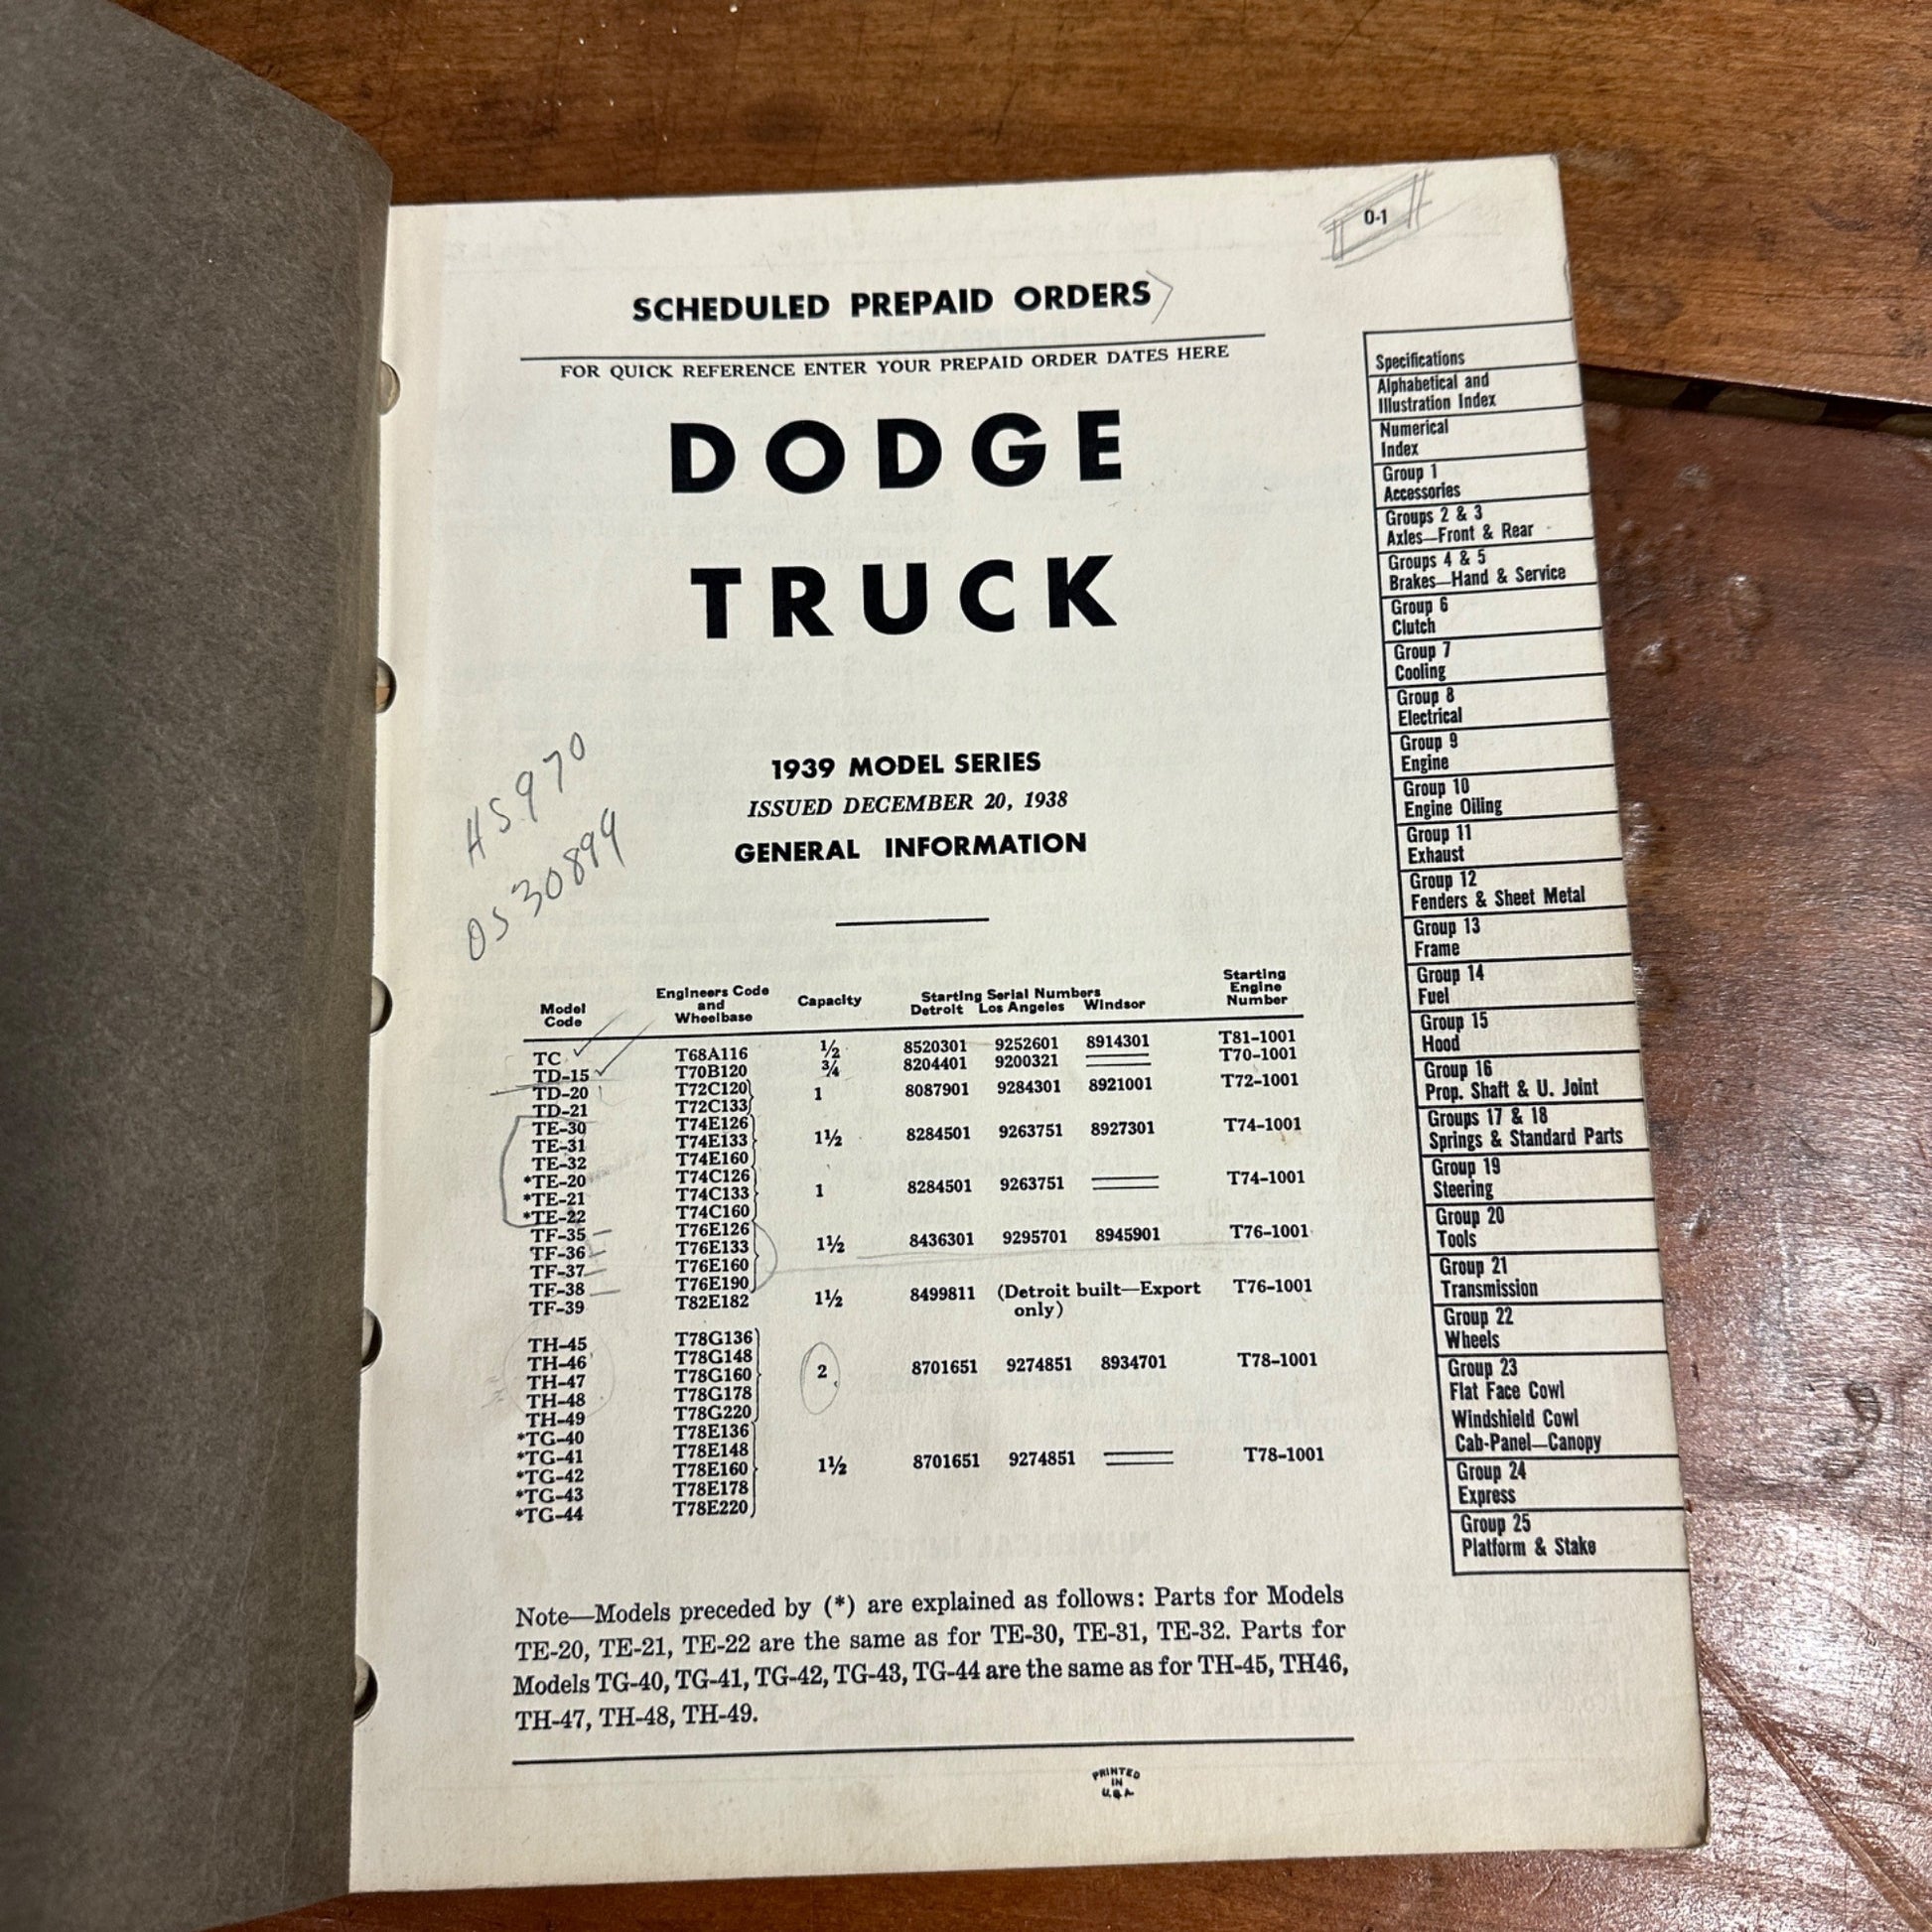 0-1
SCHEDULED PREPAID ORDERS
FOR QUICK REFERENCE ENTER YOUR PREPAID ORDER DATES HERE
DODGE
TRUCK
HS970
OS 30899
1939 MODEL SERIES
ISSUED DECEMBER 20, 1938
GENERAL INFORMATION
Model Code Engineers Code and Wheelbase Capacity Starting Serial Numbers Detroit Los Angeles Windsor Starting Engine Number
TC T68A116 ½ 8520301 9252601 8914301 T81-1001
TD-15 T70B120 ¾ 8204401 9200321 T70-1001
TD-20 T72C120 1 8087901 9284301 8921001 T72-1001
TD-21 T72C133
TE-30 T74E126
TE-31 T74E133 1½ 8284501 9263751 8927301 T74-1001
TE-32 T74E160
*TE-20 T74C126
*TE-21 T74C133 1 8284501 9263751 T74-1001
*TE-22 T74C160
TF-35 T76E126
TF-36 T76E133 1½ 8436301 9295701 8945901 T76-1001
TF-37 T76E160
TF-38 T76E190
TF-39 T82E182 1½ 8499811 (Detroit built—Export only) T76-1001
TH-45 T78G136
TH-46 T78G148
TH-47 T78G160 2 8701651 9274851 8934701 T78-1001
TH-48 T78G178
TH-49 T78G220
*TG-40 T78E136
*TG-41 T78E148
*TG-42 T78E160 1½ 8701651 9274851 T78-1001
*TG-43 T78E178
*TG-44 T78E220
Note—Models preceded by (*) are explained as follows: Parts for Models
TE-20, TE-21, TE-22 are the same as for TE-30, TE-31, TE-32. Parts for
Models TG-40, TG-41, TG-42, TG-43, TG-44 are the same as for TH-45, TH46,
TH-47, TH-48, TH-49.
PRINTED
IN
U.S.A.
Specifications
Alphabetical and
Illustration Index
Numerical
Index
Group 1
Accessories
Groups 2 & 3
Axles—Front & Rear
Groups 4 & 5
Brakes—Hand & Service
Group 6
Clutch
Group 7
Cooling
Group 8
Electrical
Group 9
Engine
Group 10
Engine Oiling
Group 11
Exhaust
Group 12
Fenders & Sheet Metal
Group 13
Frame
Group 14
Fuel
Group 15
Hood
Group 16
Prop. Shaft & U. Joint
Groups 17 & 18
Springs & Standard Parts
Group 19
Steering
Group 20
Tools
Group 21
Transmission
Group 22
Wheels
Group 23
Flat Face Cowl
Windshield Cowl
Cab-Panel—Canopy
Group 24
Express
Group 25
Platform & Stake